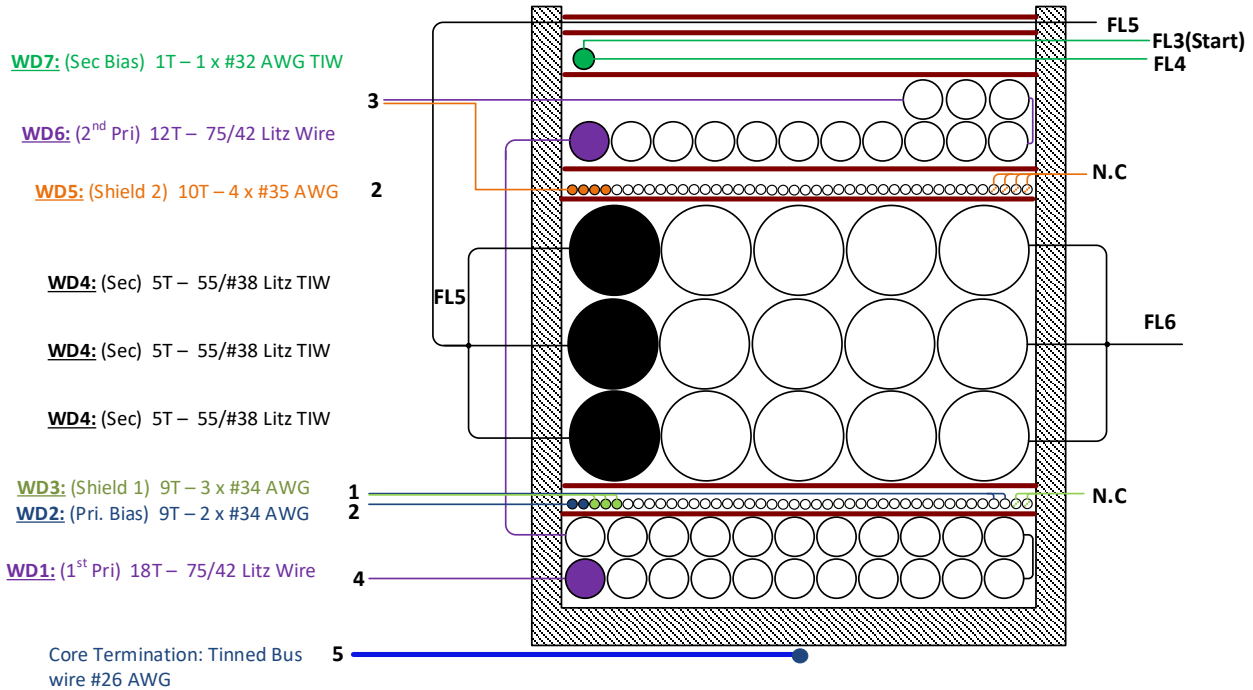 FL5
FL3(Start)
WD7: (Sec Bias) 1T – 1 x #32 AWG TIW
FL4
3
WD6: (2nd Pri) 12T – 75/42 Litz Wire
N.C
WD5: (Shield 2) 10T – 4 x #35 AWG
2
WD4: (Sec) 5T – 55/#38 Litz TIW
FL5
FL6
WD4: (Sec) 5T – 55/#38 Litz TIW
WD4: (Sec) 5T – 55/#38 Litz TIW
WD3: (Shield 1) 9T – 3 x #34 AWG
1
N.C
WD2: (Pri. Bias) 9T – 2 x #34 AWG
2
WD1: (1st Pri) 18T – 75/42 Litz Wire
4
Core Termination: Tinned Bus
wire #26 AWG
5